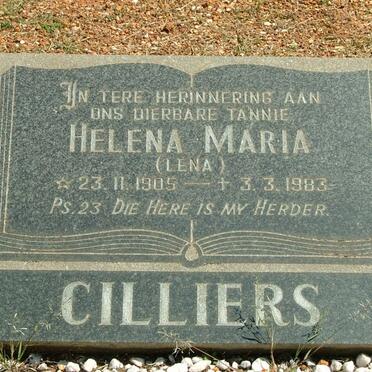 IN TERE HERINNERING AAN
ONS DIERBARE TANNIE
HELENA MARIA
(LENA)
☆ 23.11.1905 — + 3.3.1983
PS.23 DIE HERE IS MY HERDER.
CILLIERS